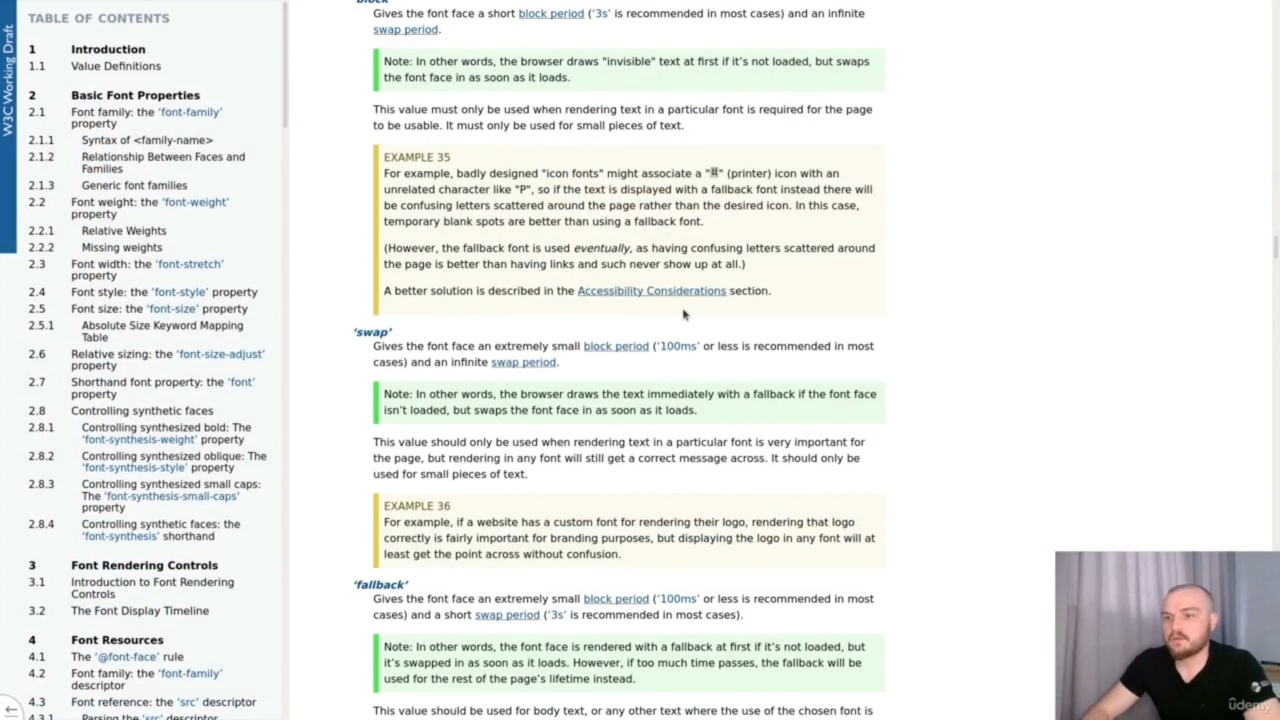 W3C Working Draft
TABLE OF CONTENTS
1 Introduction
1.1 Value Definitions
2 Basic Font Properties
2.1 Font family: the ‘font-family’
property
2.1.1 Syntax of <family-name>
2.1.2 Relationship Between Faces and
Families
2.1.3 Generic font families
2.2 Font weight: the ‘font-weight’
property
2.2.1 Relative Weights
2.2.2 Missing weights
2.3 Font width: the ‘font-stretch’
property
2.4 Font style: the ‘font-style’ property
2.5 Font size: the ‘font-size’ property
2.5.1 Absolute Size Keyword Mapping
Table
2.6 Relative sizing: the ‘font-size-adjust’
property
2.7 Shorthand font property: the ‘font’
property
2.8 Controlling synthetic faces
2.8.1 Controlling synthesized bold: The
‘font-synthesis-weight’ property
2.8.2 Controlling synthesized oblique: The
‘font-synthesis-style’ property
2.8.3 Controlling synthesized small caps:
The ‘font-synthesis-small-caps’
property
2.8.4 Controlling synthetic faces: the
‘font-synthesis’ shorthand
3 Font Rendering Controls
3.1 Introduction to Font Rendering
Controls
3.2 The Font Display Timeline
4 Font Resources
4.1 The ‘@font-face’ rule
4.2 Font family: the ‘font-family’
descriptor
4.3 Font reference: the ‘src’ descriptor
4.3.1 Parsing the ‘src’ descriptor
‘block’
Gives the font face a short block period (‘3s’ is recommended in most cases) and an infinite
swap period.
Note: In other words, the browser draws "invisible" text at first if it’s not loaded, but swaps
the font face in as soon as it loads.
This value must only be used when rendering text in a particular font is required for the page
to be usable. It must only be used for small pieces of text.
EXAMPLE 35
For example, badly designed "icon fonts" might associate a "" (printer) icon with an
unrelated character like "P", so if the text is displayed with a fallback font instead there will
be confusing letters scattered around the page rather than the desired icon. In this case,
temporary blank spots are better than using a fallback font.
(However, the fallback font is used eventually, as having confusing letters scattered around
the page is better than having links and such never show up at all.)
A better solution is described in the Accessibility Considerations section.
‘swap’
Gives the font face an extremely small block period (‘100ms’ or less is recommended in most
cases) and an infinite swap period.
Note: In other words, the browser draws the text immediately with a fallback if the font face
isn’t loaded, but swaps the font face in as soon as it loads.
This value should only be used when rendering text in a particular font is very important for
the page, but rendering in any font will still get a correct message across. It should only be
used for small pieces of text.
EXAMPLE 36
For example, if a website has a custom font for rendering their logo, rendering that logo
correctly is fairly important for branding purposes, but displaying the logo in any font will at
least get the point across without confusion.
‘fallback’
Gives the font face an extremely small block period (‘100ms’ or less is recommended in most
cases) and a short swap period (‘3s’ is recommended in most cases).
Note: In other words, the font face is rendered with a fallback at first if it’s not loaded, but
it’s swapped in as soon as it loads. However, if too much time passes, the fallback will be
used for the rest of the page’s lifetime instead.
This value should be used for body text, or any other text where the use of the chosen font is
ûdemy